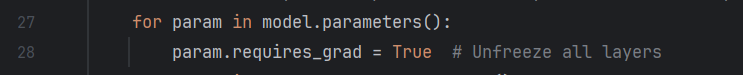 27 for param in model.parameters():
28 param.requires_grad = True  # Unfreeze all layers